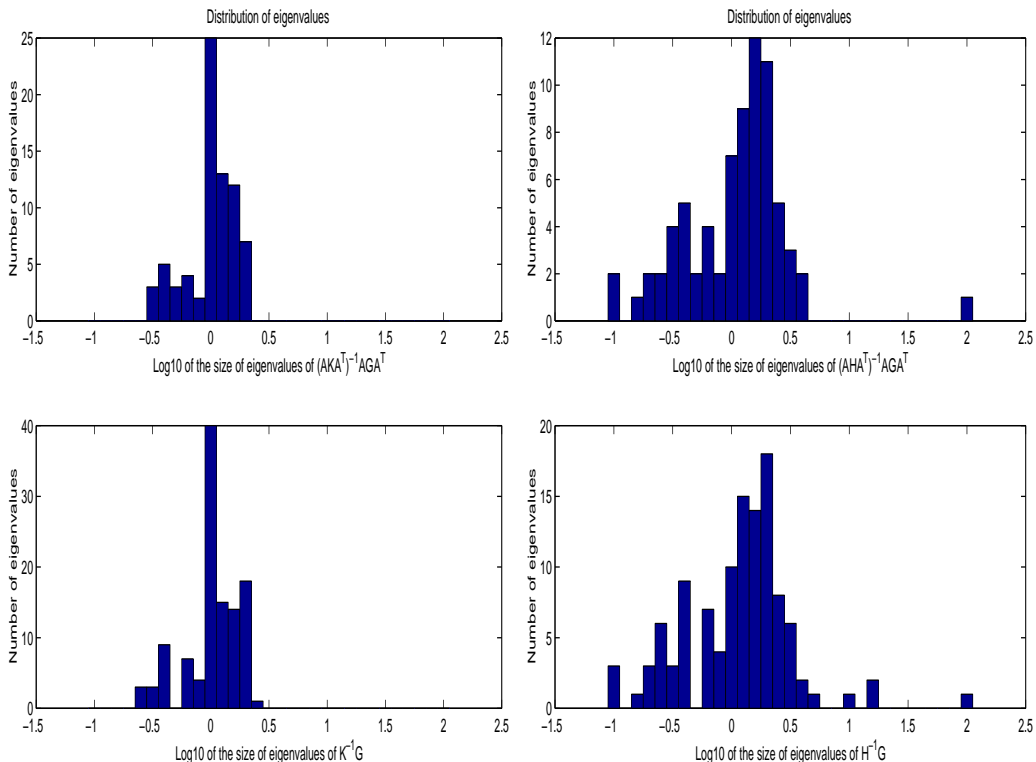 Distribution of eigenvalues
Number of eigenvalues
25
20
15
10
5
0
−1.5 −1 −0.5 0 0.5 1 1.5 2 2.5
Log10 of the size of eigenvalues of (AKA^T)^−1AGA^T
Distribution of eigenvalues
Number of eigenvalues
12
10
8
6
4
2
0
−1.5 −1 −0.5 0 0.5 1 1.5 2 2.5
Log10 of the size of eigenvalues of (AHA^T)^−1AGA^T
Number of eigenvalues
40
30
20
10
0
−1.5 −1 −0.5 0 0.5 1 1.5 2 2.5
Log10 of the size of eigenvalues of K^−1G
Number of eigenvalues
20
15
10
5
0
−1.5 −1 −0.5 0 0.5 1 1.5 2 2.5
Log10 of the size of eigenvalues of H^−1G